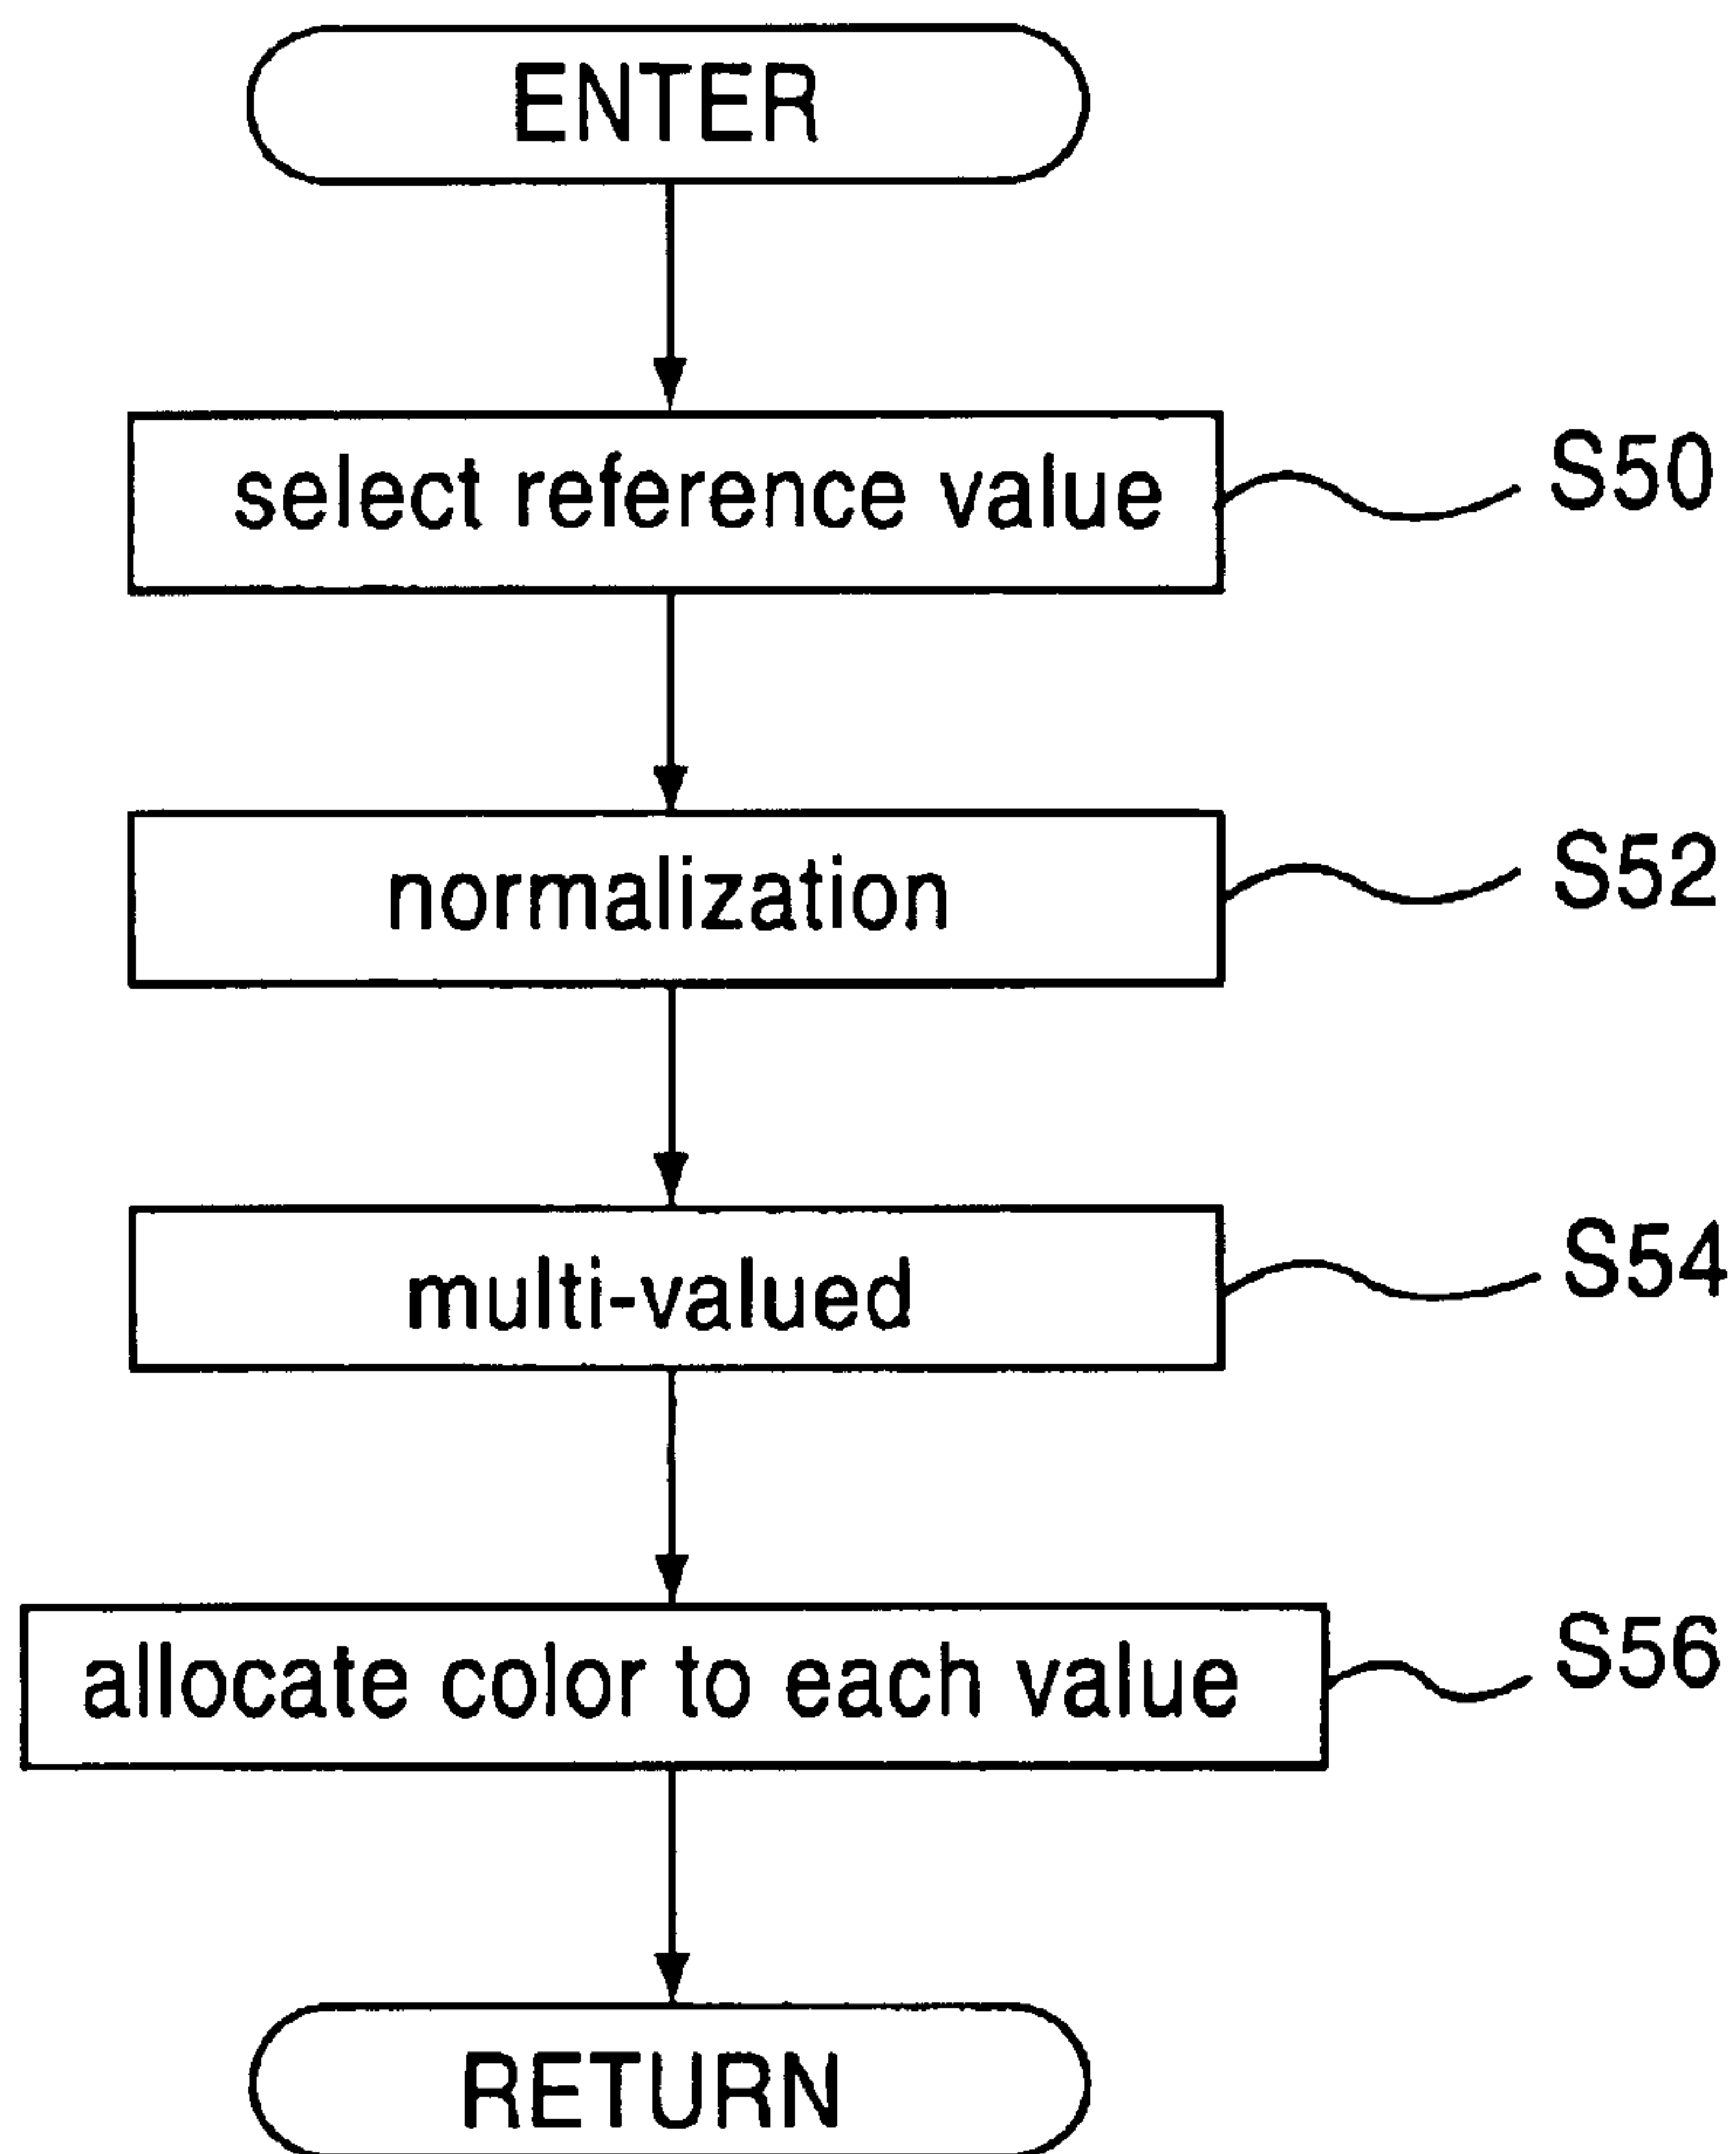 ENTER
select reference value S50
normalization S52
multi-valued S54
allocate color to each value S56
RETURN